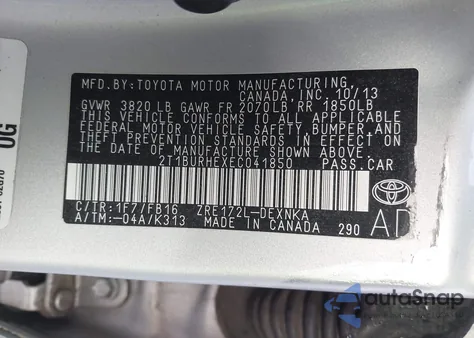 MFD.BY:TOYOTA MOTOR MANUFACTURING
CANADA,INC. 10/13
GVWR 3820 LB GAWR FR 2070LB RR 1850LB
THIS VEHICLE CONFORMS TO ALL APPLICABLE
FEDERAL MOTOR VEHICLE SAFETY, BUMPER, AND
THEFT PREVENTION STANDARDS IN EFFECT ON
THE DATE OF MANUFACTURE SHOWN ABOVE.
2T1BURHEXEC041850 PASS.CAR
C/TR:1F7/FB16 ZRE172L-DEXNKA
A/TM:-04A/K313 MADE IN CANADA 290
AD
OG
autoSnap